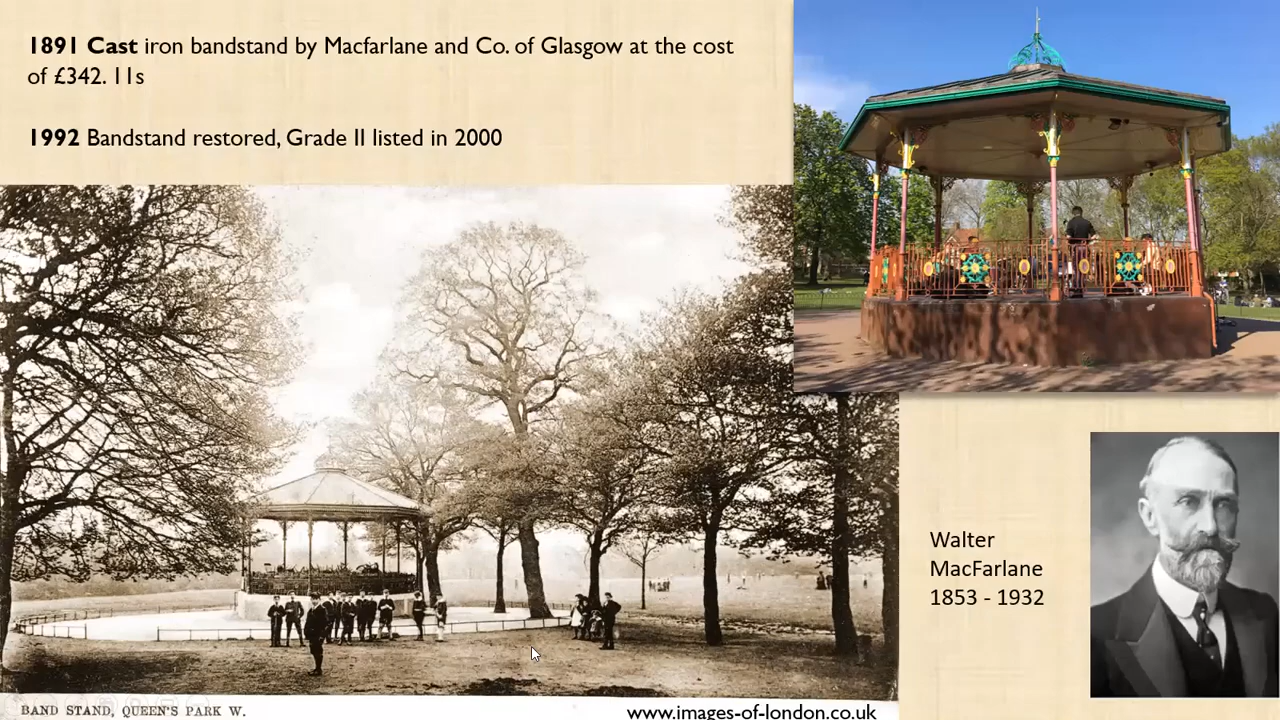 1891 Cast iron bandstand by Macfarlane and Co. of Glasgow at the cost
of £342. 11s
1992 Bandstand restored, Grade II listed in 2000
Walter
MacFarlane
1853 - 1932
BAND STAND, QUEEN'S PARK W.
www.images-of-london.co.uk